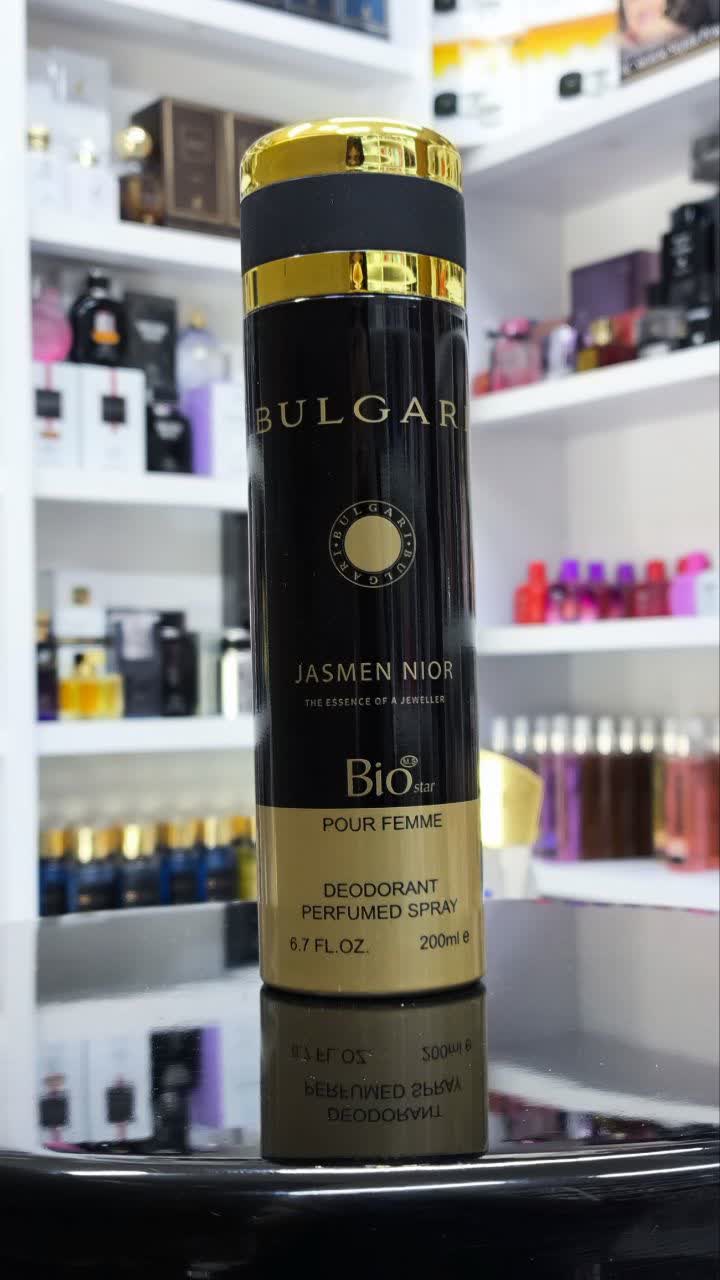 BULGARI
BULGARI • BULGARI •
JASMEN NIOR
THE ESSENCE OF A JEWELLER
Bio star
POUR FEMME
DEODORANT
PERFUMED SPRAY
6.7 FL.OZ. 200ml e